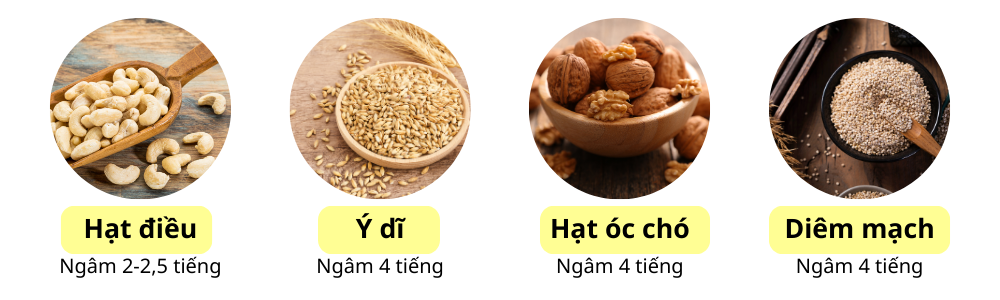 Hạt điều
Ngâm 2-2,5 tiếng
Ý dĩ
Ngâm 4 tiếng
Hạt óc chó
Ngâm 4 tiếng
Diêm mạch
Ngâm 4 tiếng